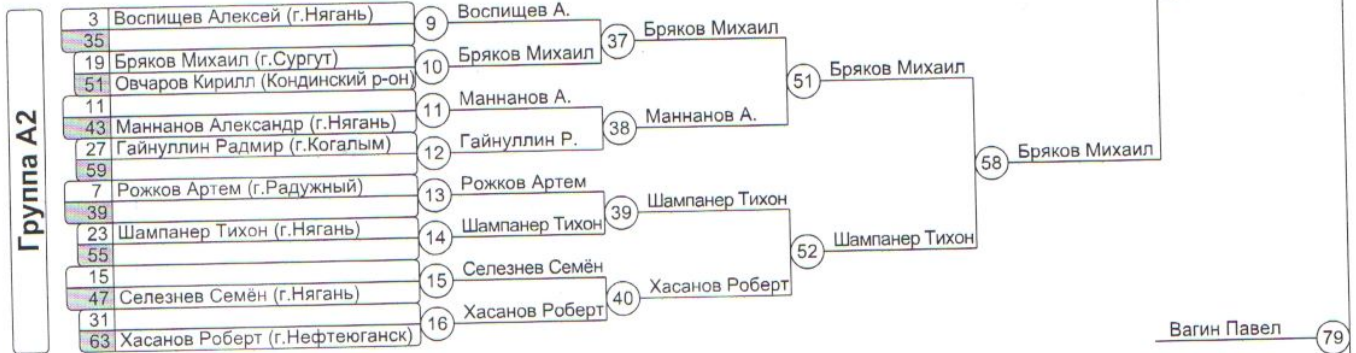 Группа А2
3 Воспищев Алексей (г.Нягань)
35
9 Воспищев А.
19 Бряков Михаил (г.Сургут)
51 Овчаров Кирилл (Кондинский р-он)
10 Бряков Михаил
37 Бряков Михаил
11
43 Маннанов Александр (г.Нягань)
11 Маннанов А.
27 Гайнуллин Радмир (г.Когалым)
59
12 Гайнуллин Р.
38 Маннанов А.
51 Бряков Михаил
7 Рожков Артем (г.Радужный)
39
13 Рожков Артем
23 Шампанер Тихон (г.Нягань)
55
14 Шампанер Тихон
39 Шампанер Тихон
15
47 Селезнев Семён (г.Нягань)
15 Селезнев Семён
31
63 Хасанов Роберт (г.Нефтеюганск)
16 Хасанов Роберт
40 Хасанов Роберт
52 Шампанер Тихон
58 Бряков Михаил
Вагин Павел 79